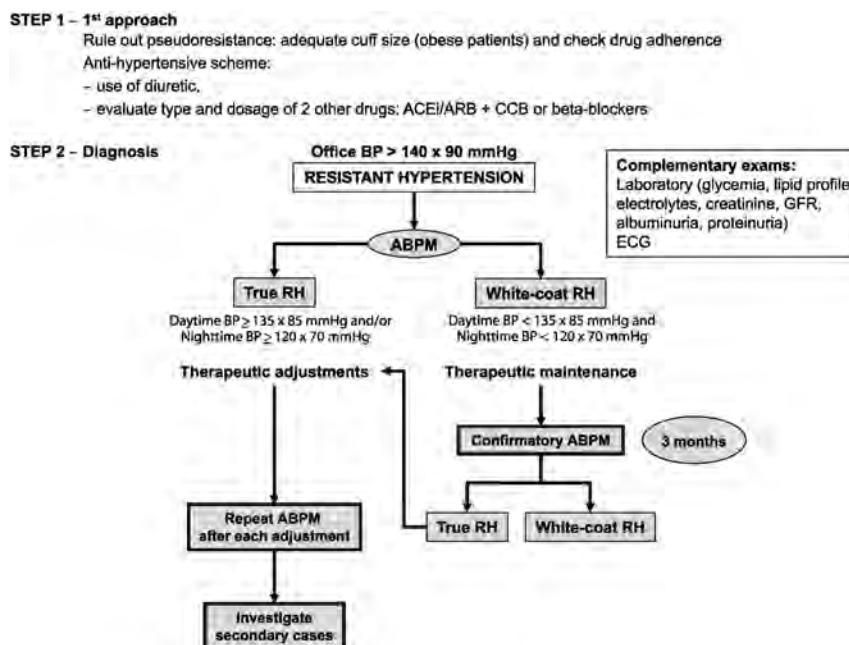 STEP 1 – 1st approach
Rule out pseudoresistance: adequate cuff size (obese patients) and check drug adherence
Anti-hypertensive scheme:
– use of diuretic,
– evaluate type and dosage of 2 other drugs: ACEi/ARB + CCB or beta-blockers
STEP 2 – Diagnosis
Office BP > 140 x 90 mmHg
RESISTANT HYPERTENSION
Complementary exams:
Laboratory (glycemia, lipid profile
electrolytes, creatinine, GFR,
albuminuria, proteinuria)
ECG
ABPM
True RH
White-coat RH
Daytime BP ≥ 135 x 85 mmHg and/or
Nighttime BP ≥ 120 x 70 mmHg
Daytime BP < 135 x 85 mmHg and
Nighttime BP < 120 x 70 mmHg
Therapeutic adjustments
Therapeutic maintenance
Confirmatory ABPM
3 months
Repeat ABPM
after each adjustment
True RH
White-coat RH
Investigate
secondary cases